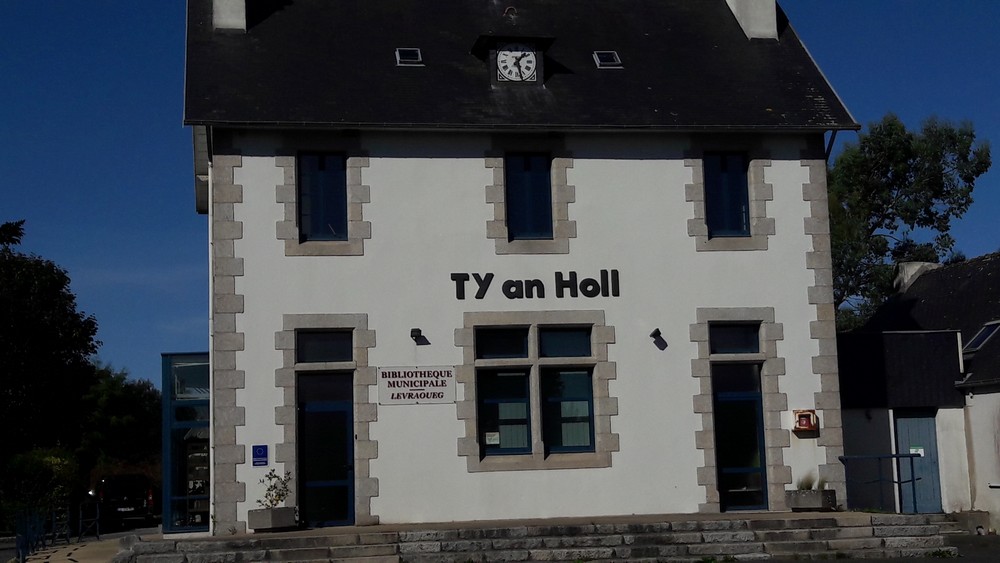 TY an Holl
BIBLIOTHEQUE
MUNICIPALE
LEVRAOUEG